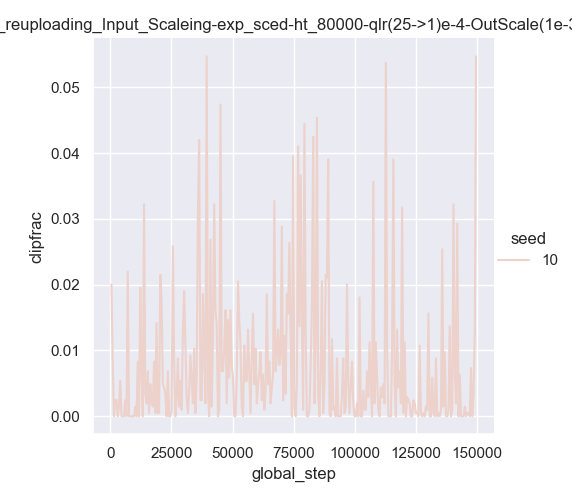 _reuploading_Input_Scaleing-exp_sced-ht_80000-qlr(25->1)e-4-OutScale(1e-3
0.05
0.04
0.03
0.02
0.01
0.00
clipfrac
0 25000 50000 75000 100000 125000 150000
global_step
seed
10